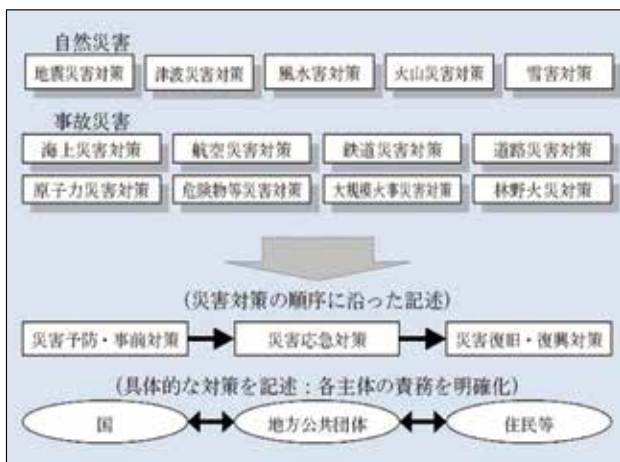 自然災害
地震災害対策 津波災害対策 風水害対策 火山災害対策 雪害対策
事故災害
海上災害対策 航空災害対策 鉄道災害対策 道路災害対策
原子力災害対策 危険物等災害対策 大規模火事災害対策 林野火災対策
(災害対策の順序に沿った記述)
災害予防・事前対策 災害応急対策 災害復旧・復興対策
(具体的な対策を記述：各主体の責務を明確化)
国 地方公共団体 住民等